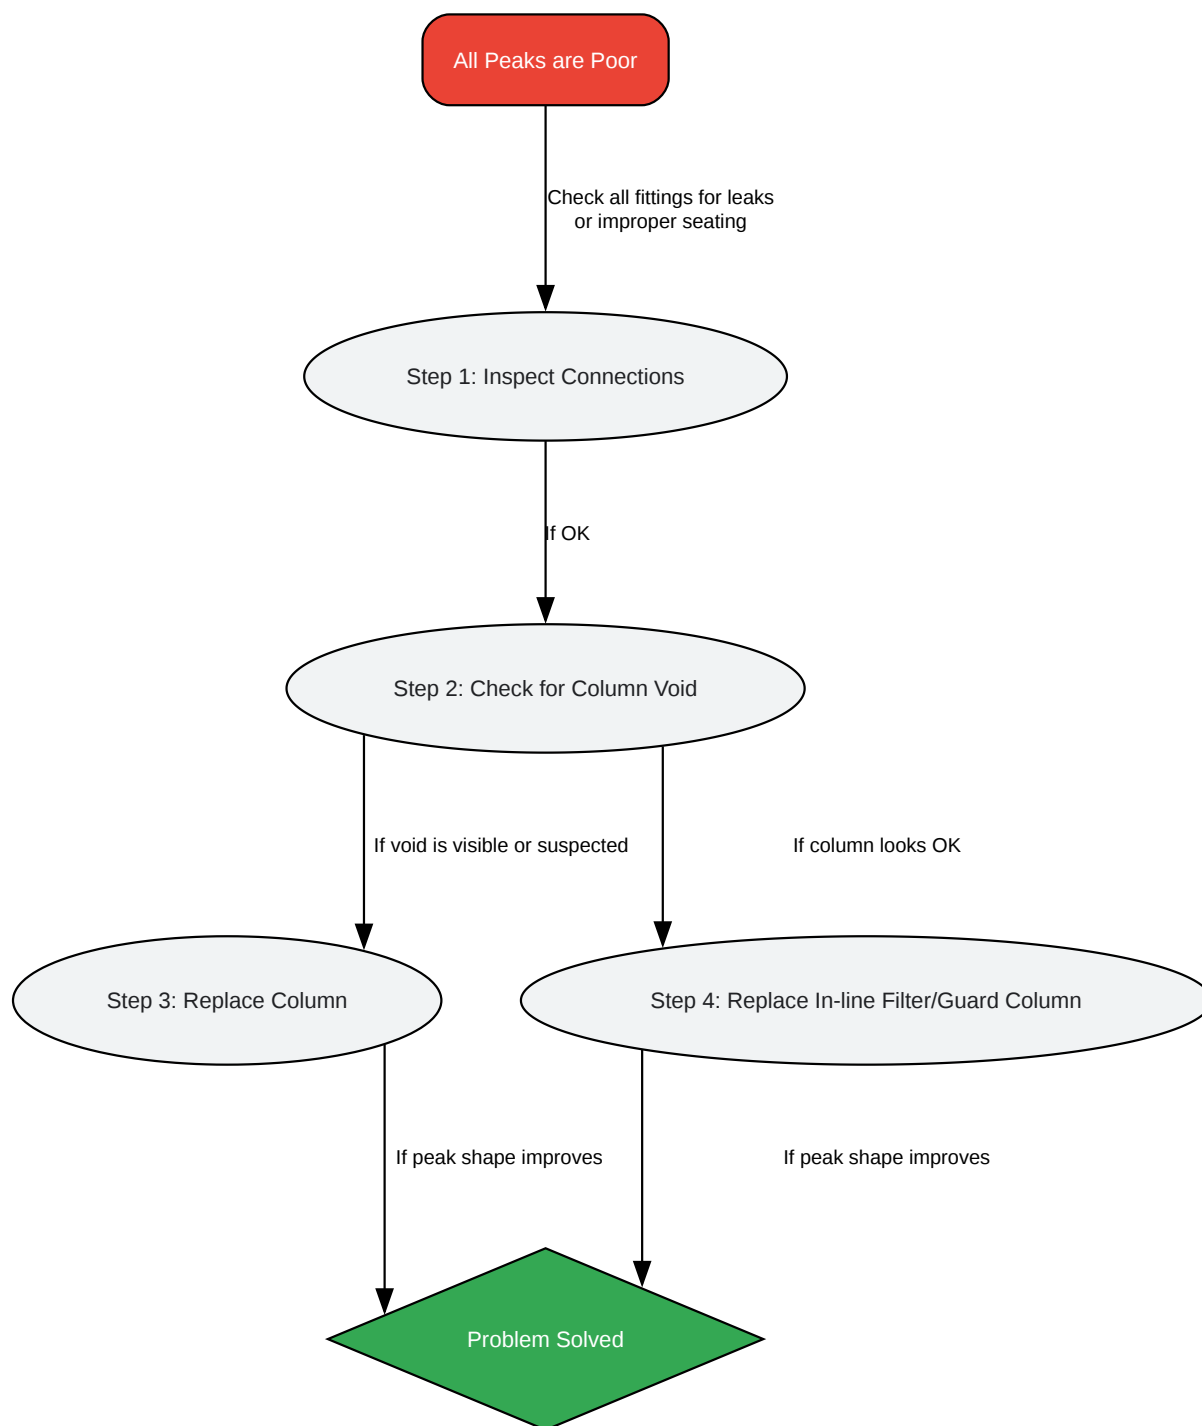 All Peaks are Poor
Check all fittings for leaks
or improper seating
Step 1: Inspect Connections
If OK
Step 2: Check for Column Void
If void is visible or suspected
If column looks OK
Step 3: Replace Column
Step 4: Replace In-line Filter/Guard Column
If peak shape improves
If peak shape improves
Problem Solved